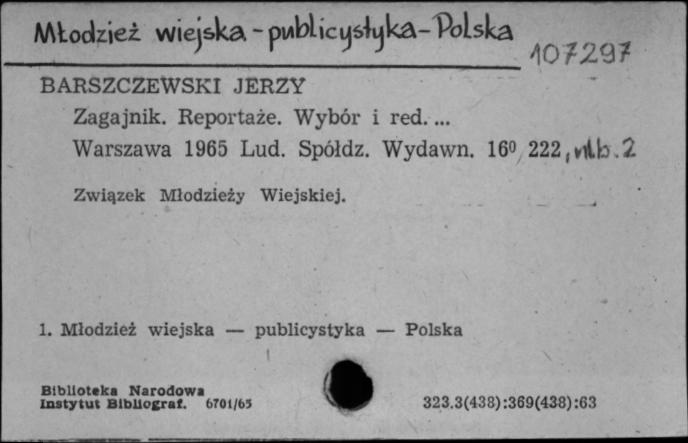 Młodzież wiejska - publicystyka - Polska
107297
BARSZCZEWSKI JERZY
Zagajnik. Reportaże. Wybór i red. ...
Warszawa 1965 Lud. Spółdz. Wydawn. 16⁰ 222, nlb. 2
Związek Młodzieży Wiejskiej.
1. Młodzież wiejska — publicystyka — Polska
Biblioteka Narodowa
Instytut Bibliograf. 6701/65
323.3(438):369(438):63